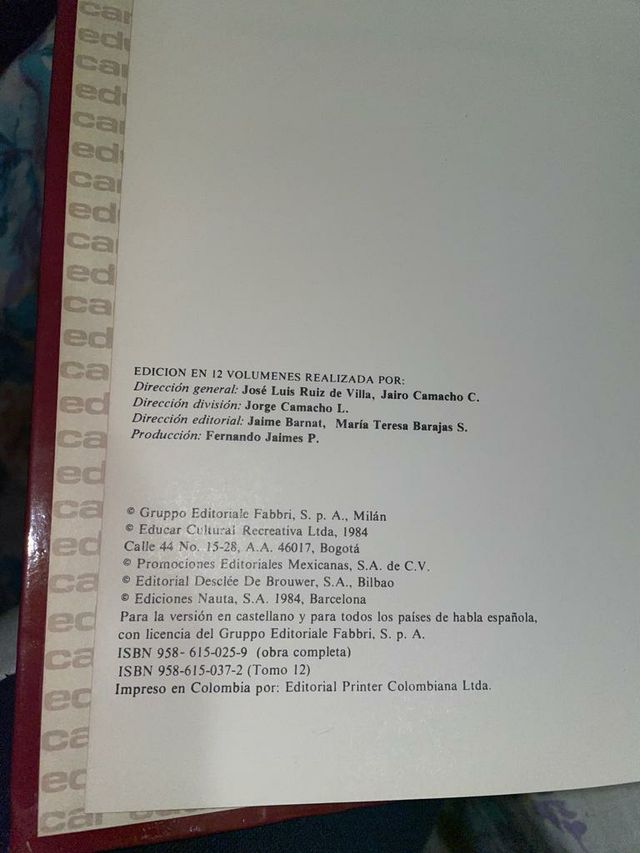 EDICION EN 12 VOLUMENES REALIZADA POR:
Dirección general: José Luis Ruiz de Villa, Jairo Camacho C.
Dirección división: Jorge Camacho L.
Dirección editorial: Jaime Barnat, María Teresa Barajas S.
Producción: Fernando Jaimes P.
© Gruppo Editoriale Fabbri, S. p. A., Milán
© Educar Cultural Recreativa Ltda, 1984
Calle 44 No. 15-28, A.A. 46017, Bogotá
© Promociones Editoriales Mexicanas, S.A. de C.V.
© Editorial Desclée De Brouwer, S.A., Bilbao
© Ediciones Nauta, S.A. 1984, Barcelona
Para la versión en castellano y para todos los países de habla española,
con licencia del Gruppo Editoriale Fabbri, S. p. A.
ISBN 958- 615-025-9 (obra completa)
ISBN 958-615-037-2 (Tomo 12)
Impreso en Colombia por: Editorial Printer Colombiana Ltda.